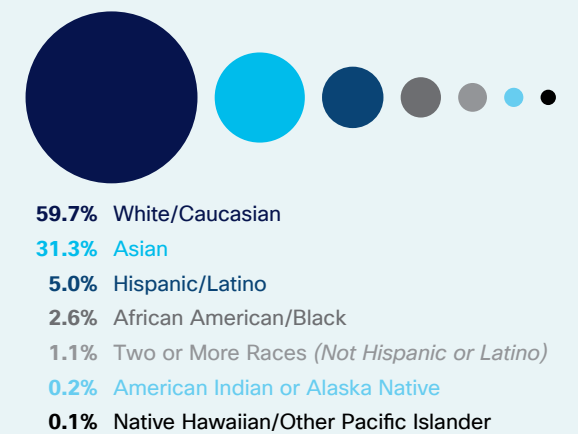 59.7% White/Caucasian
31.3% Asian
5.0% Hispanic/Latino
2.6% African American/Black
1.1% Two or More Races (Not Hispanic or Latino)
0.2% American Indian or Alaska Native
0.1% Native Hawaiian/Other Pacific Islander